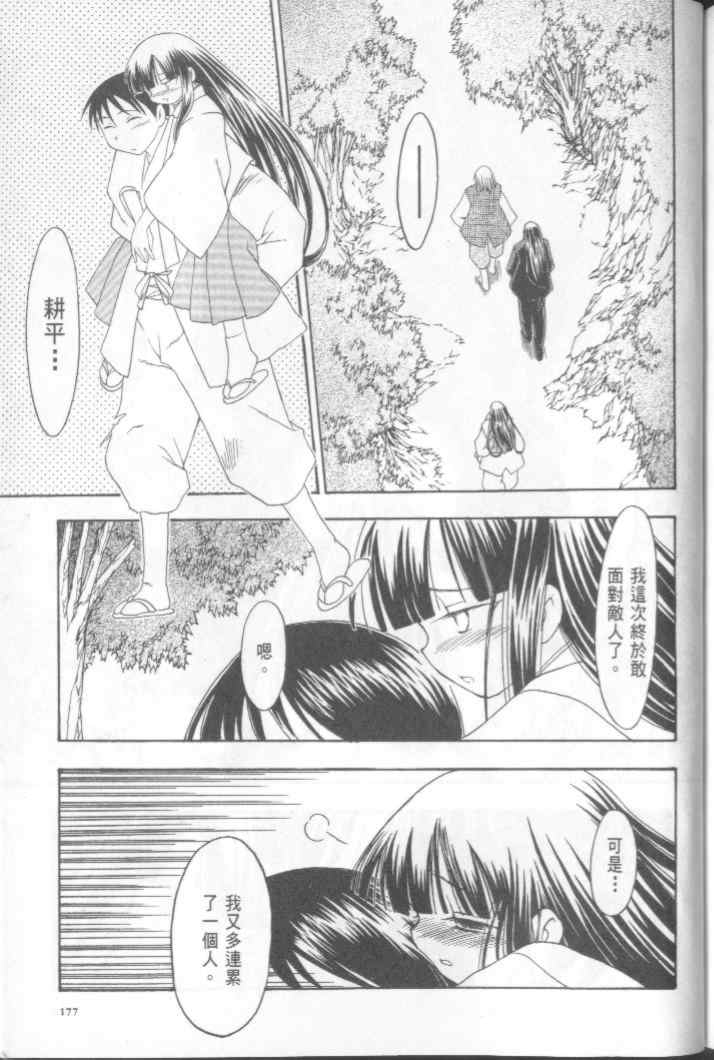 ——
耕平…
我這次終於敢
面對敵人了。
嗯。
可是…
我又多連累
了一個人。
177